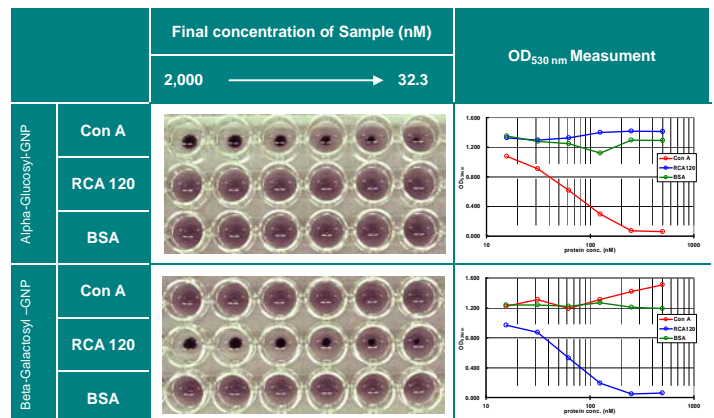 Final concentration of Sample (nM)
2,000 32.3
OD530 nm Measument
Alpha-Glucosyl-GNP
Con A
RCA 120
BSA
1.600
1.200
0.800
0.400
0.000
10 100 1000
protein conc. (nM)
Con A
RCA120
BSA
Beta-Galactosyl –GNP
Con A
RCA 120
BSA
1.600
1.200
0.800
0.400
0.000
10 100 1000
protein conc. (nM)
Con A
RCA120
BSA